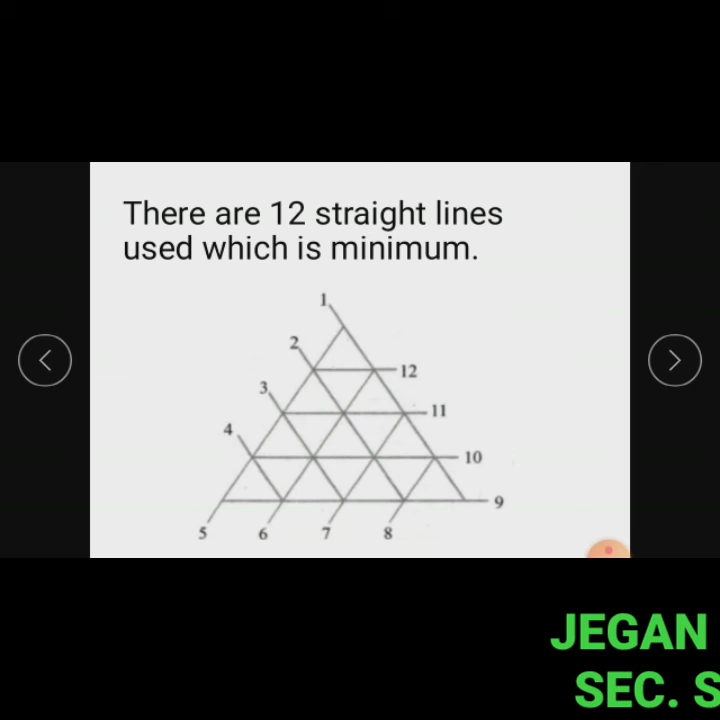 There are 12 straight lines
used which is minimum.
1
2
12
3
11
4
10
9
5 6 7 8
JEGAN
SEC. S